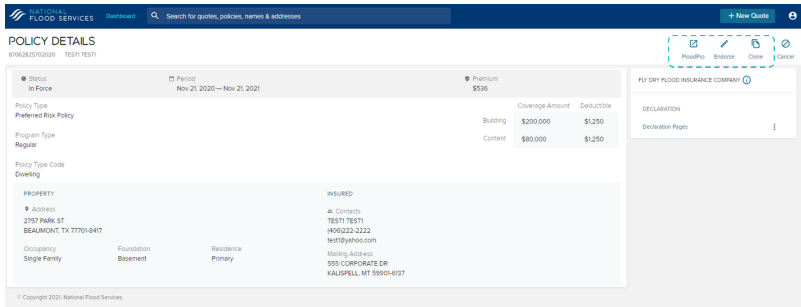 NATIONAL
FLOOD SERVICES
Dashboard
Search for quotes, policies, names & addresses
+ New Quote
POLICY DETAILS
87062825702020 TEST1 TEST1
FloodPro Endorse Clone Cancel
Status Period Premium
In Force Nov 21, 2020 — Nov 21, 2021 $536
Policy Type
Preferred Risk Policy
Program Type
Regular
Policy Type Code
Dwelling
Coverage Amount Deductible
Building $200,000 $1,250
Content $80,000 $1,250
PROPERTY
Address
2757 PARK ST
BEAUMONT, TX 77701-8417
Occupancy Foundation Residence
Single Family Basement Primary
INSURED
Contacts
TEST1 TEST1
(406)222-2222
test1@yahoo.com
Mailing Address
555 CORPORATE DR
KALISPELL, MT 59901-6137
FLY DRY FLOOD INSURANCE COMPANY
DECLARATION
Declaration Pages
© Copyright 2021. National Flood Services.